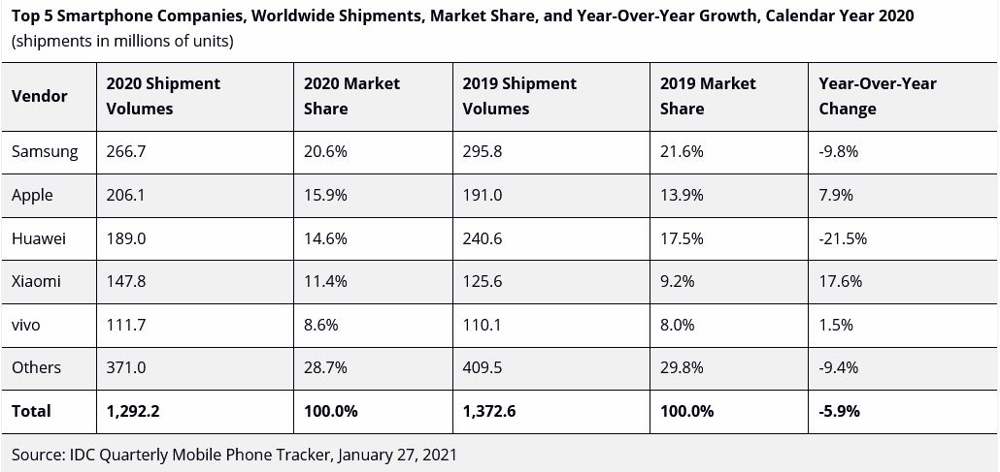 Top 5 Smartphone Companies, Worldwide Shipments, Market Share, and Year-Over-Year Growth, Calendar Year 2020
(shipments in millions of units)
Vendor 2020 Shipment Volumes 2020 Market Share 2019 Shipment Volumes 2019 Market Share Year-Over-Year Change
Samsung 266.7 20.6% 295.8 21.6% -9.8%
Apple 206.1 15.9% 191.0 13.9% 7.9%
Huawei 189.0 14.6% 240.6 17.5% -21.5%
Xiaomi 147.8 11.4% 125.6 9.2% 17.6%
vivo 111.7 8.6% 110.1 8.0% 1.5%
Others 371.0 28.7% 409.5 29.8% -9.4%
Total 1,292.2 100.0% 1,372.6 100.0% -5.9%
Source: IDC Quarterly Mobile Phone Tracker, January 27, 2021